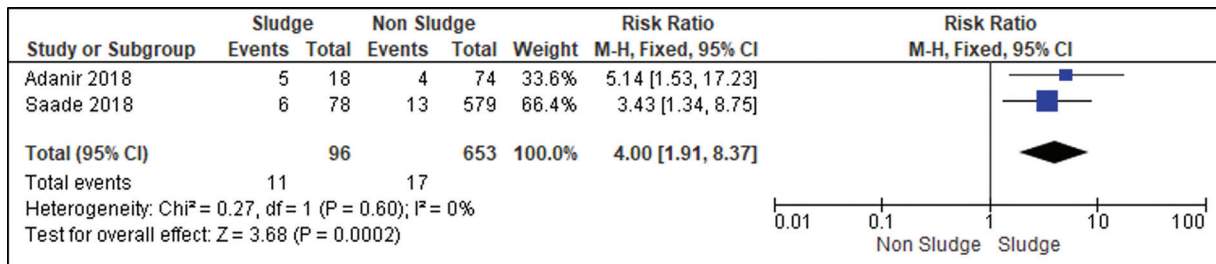 Sludge Non Sludge Risk Ratio Risk Ratio
Study or Subgroup Events Total Events Total Weight M-H, Fixed, 95% CI M-H, Fixed, 95% CI
Adanir 2018 5 18 4 74 33.6% 5.14 [1.53, 17.23]
Saade 2018 6 78 13 579 66.4% 3.43 [1.34, 8.75]
Total (95% CI) 96 653 100.0% 4.00 [1.91, 8.37]
Total events 11 17
Heterogeneity: Chi² = 0.27, df = 1 (P = 0.60); I² = 0%
Test for overall effect: Z = 3.68 (P = 0.0002)
0.01 0.1 1 10 100
Non Sludge Sludge